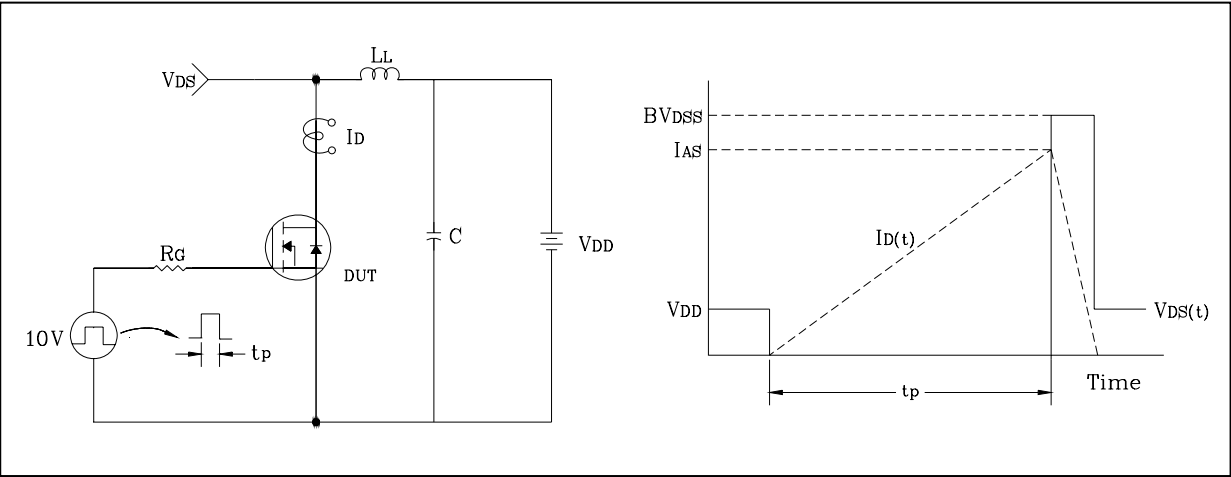 LL
VDS
ID
RG
C
VDD
DUT
10V
tp
BVDSS
IAS
ID(t)
VDD
VDS(t)
Time
tp